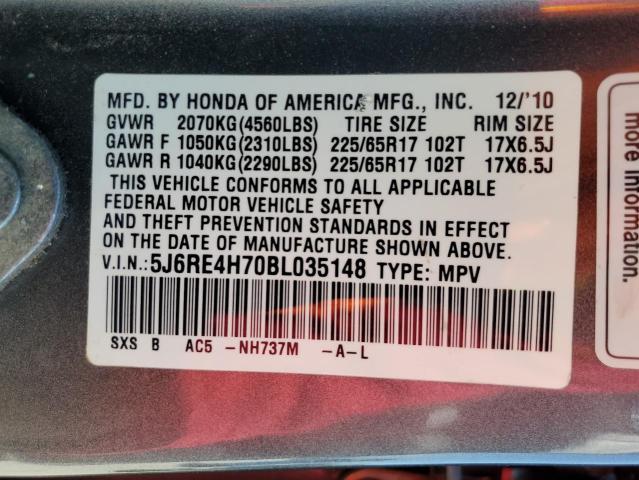 MFD. BY HONDA OF AMERICA MFG., INC. 12/'10
GVWR 2070KG(4560LBS) TIRE SIZE RIM SIZE
GAWR F 1050KG(2310LBS) 225/65R17 102T 17X6.5J
GAWR R 1040KG(2290LBS) 225/65R17 102T 17X6.5J
THIS VEHICLE CONFORMS TO ALL APPLICABLE
FEDERAL MOTOR VEHICLE SAFETY
AND THEFT PREVENTION STANDARDS IN EFFECT
ON THE DATE OF MANUFACTURE SHOWN ABOVE.
V.I.N.:5J6RE4H70BL035148 TYPE: MPV
SXS B AC5 -NH737M -A-L